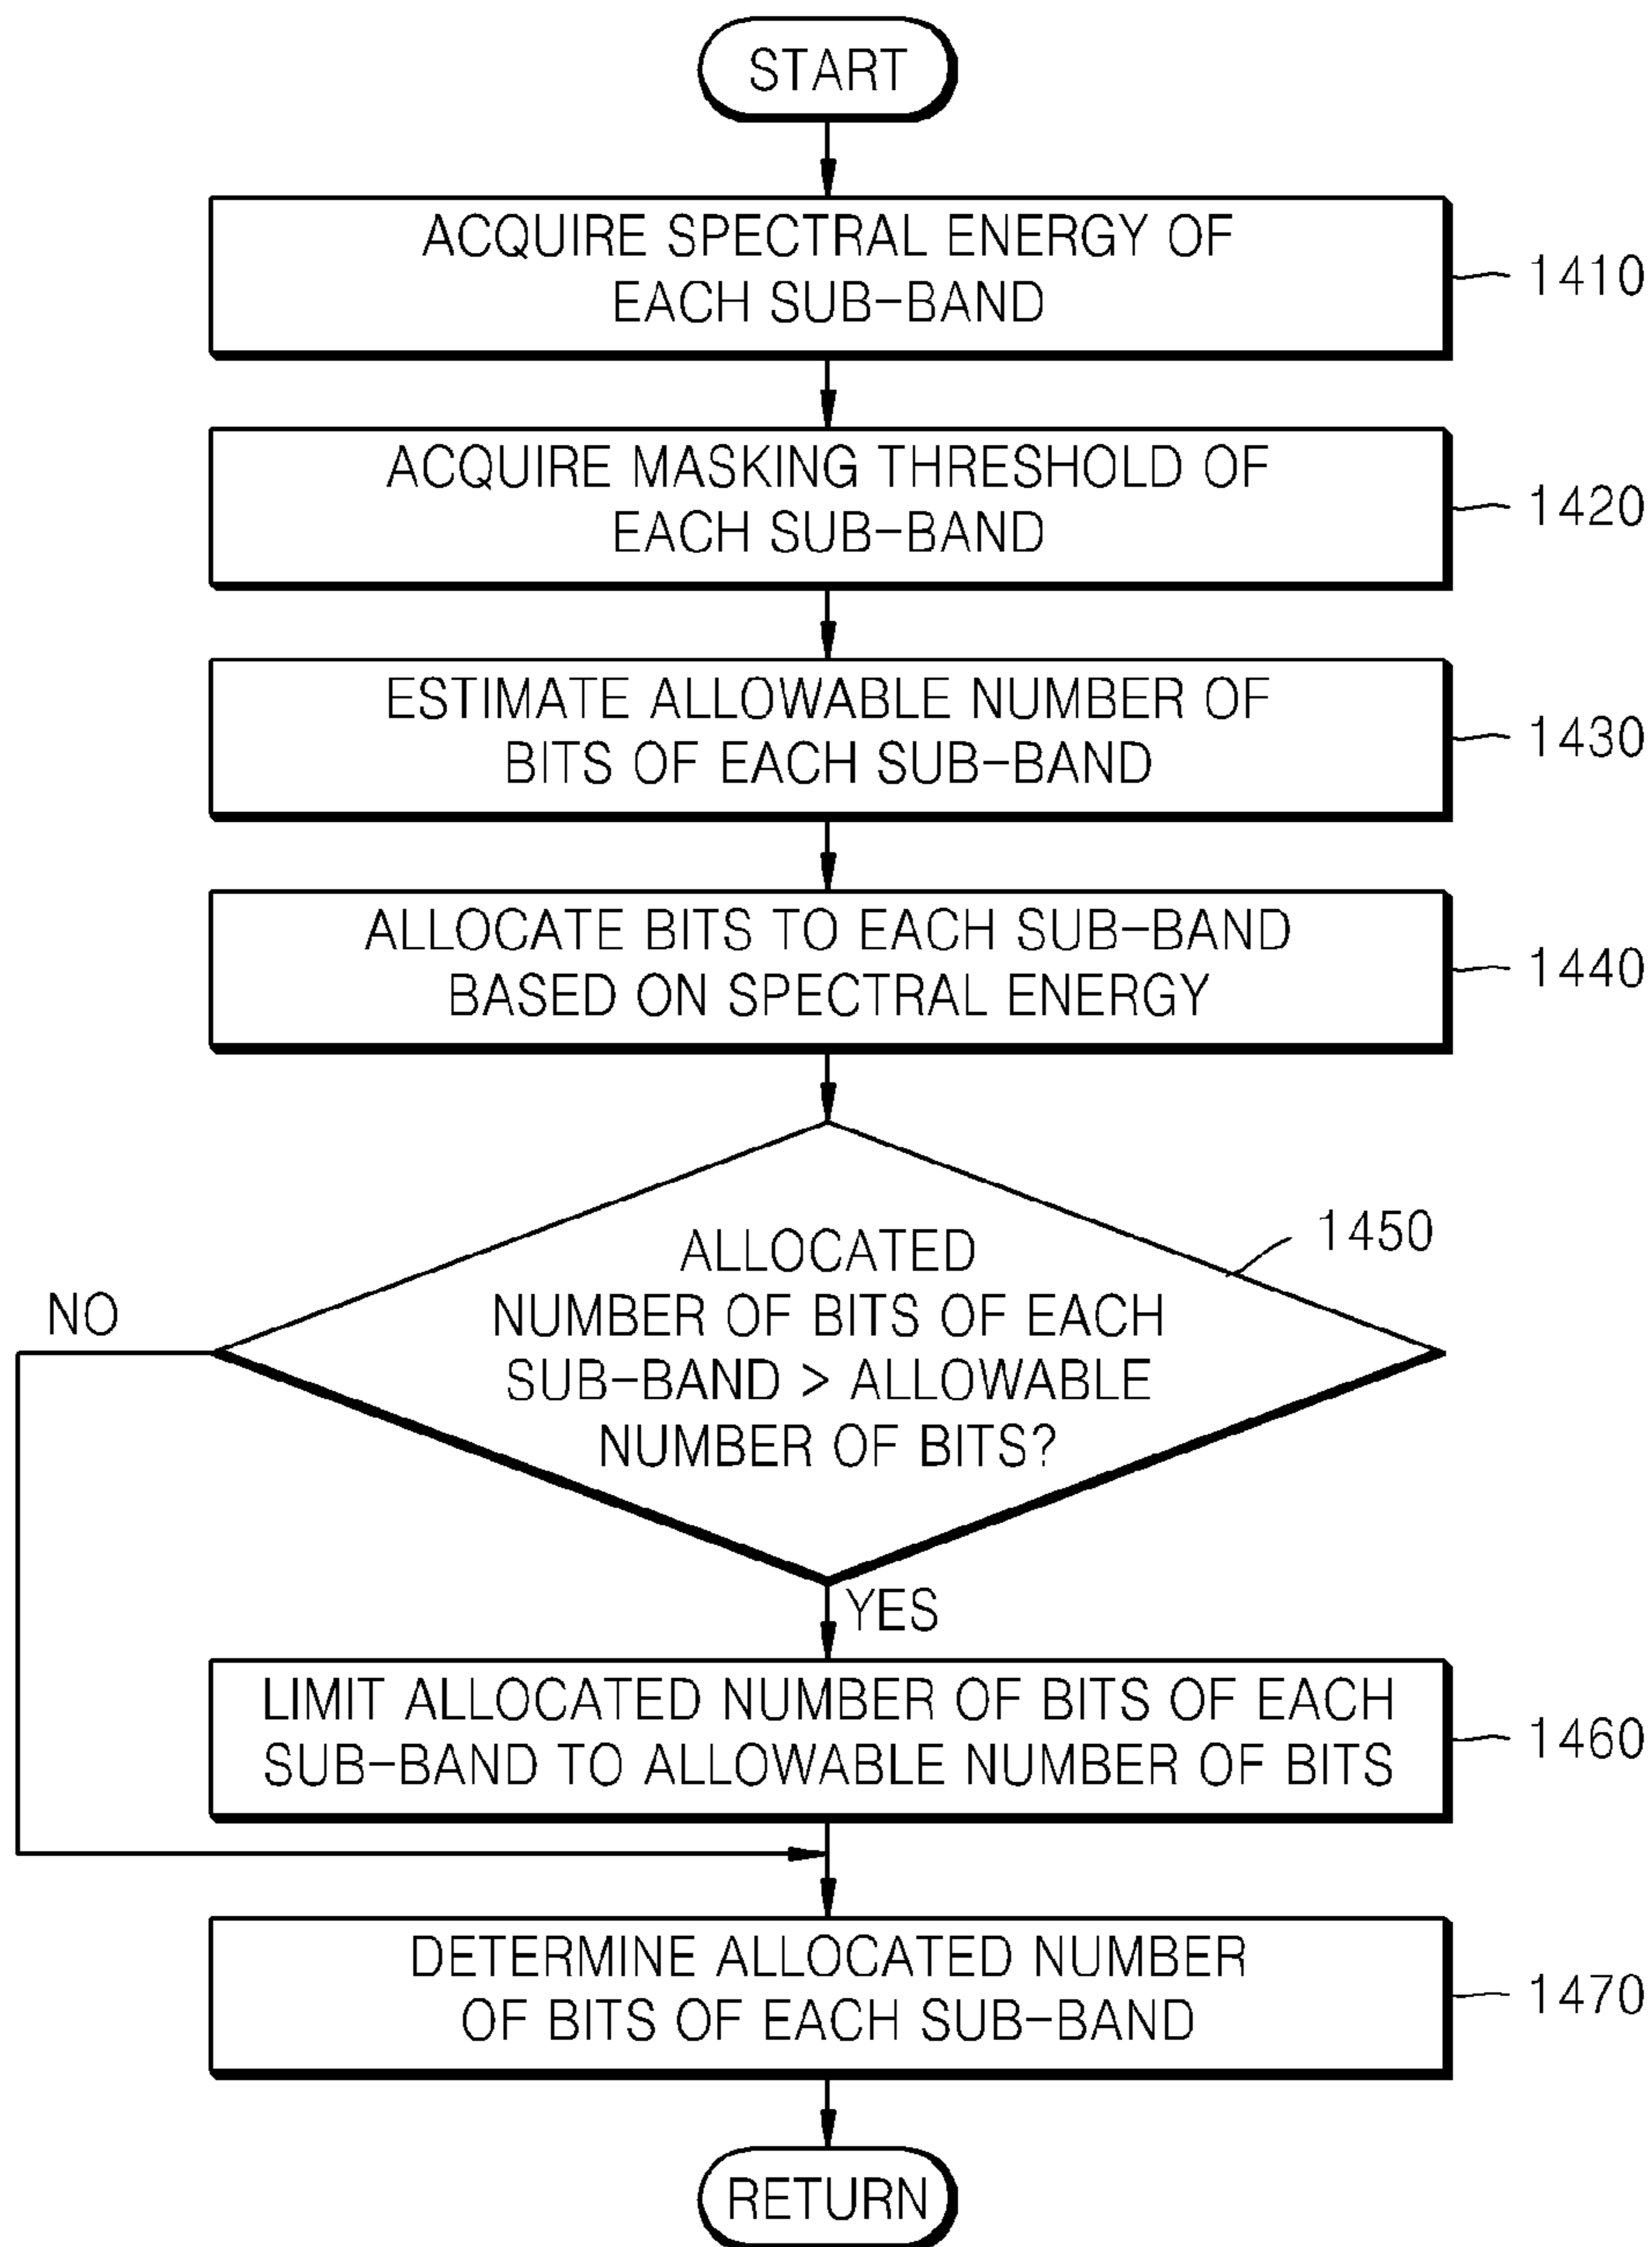 START
ACQUIRE SPECTRAL ENERGY OF
EACH SUB-BAND
1410
ACQUIRE MASKING THRESHOLD OF
EACH SUB-BAND
1420
ESTIMATE ALLOWABLE NUMBER OF
BITS OF EACH SUB-BAND
1430
ALLOCATE BITS TO EACH SUB-BAND
BASED ON SPECTRAL ENERGY
1440
ALLOCATED
NUMBER OF BITS OF EACH
SUB-BAND > ALLOWABLE
NUMBER OF BITS?
1450
NO
YES
LIMIT ALLOCATED NUMBER OF BITS OF EACH
SUB-BAND TO ALLOWABLE NUMBER OF BITS
1460
DETERMINE ALLOCATED NUMBER
OF BITS OF EACH SUB-BAND
1470
RETURN